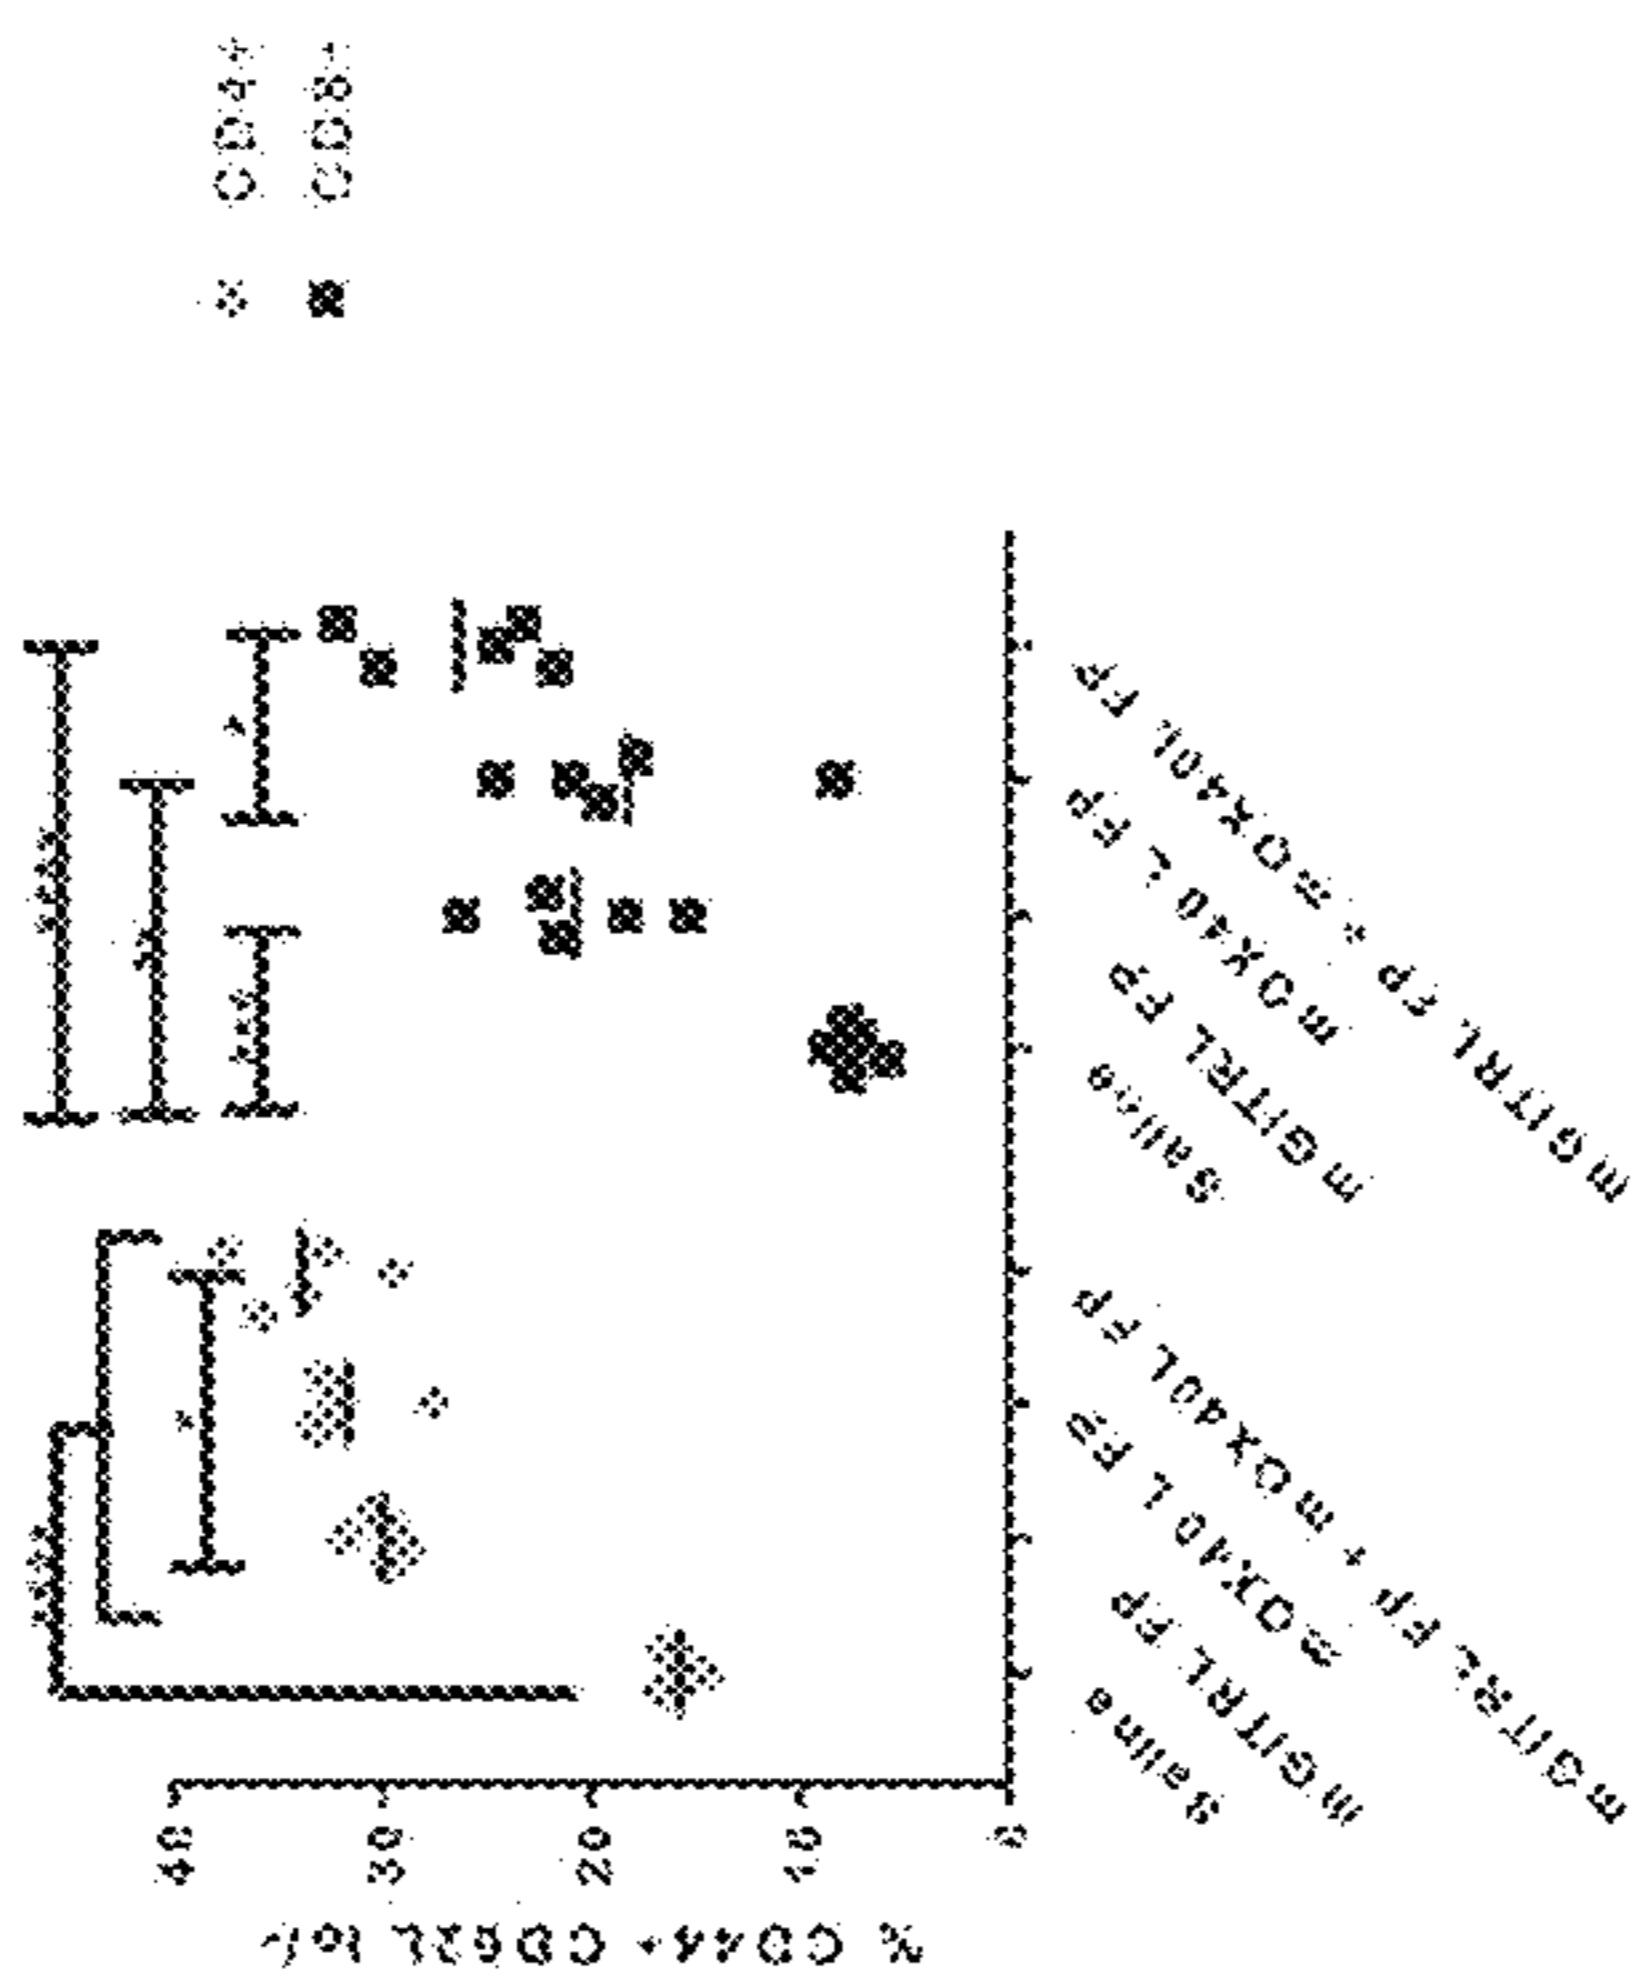 CD4+
CD8+
% CD44+ CD62L lo/-
40
30
20
10
0
Saline
mGITRL FP
mOX40L FP
mGITRL FP + mOX40L FP
Saline
mGITRL FP
mOX40L FP
mGITRL FP + mOX40L FP